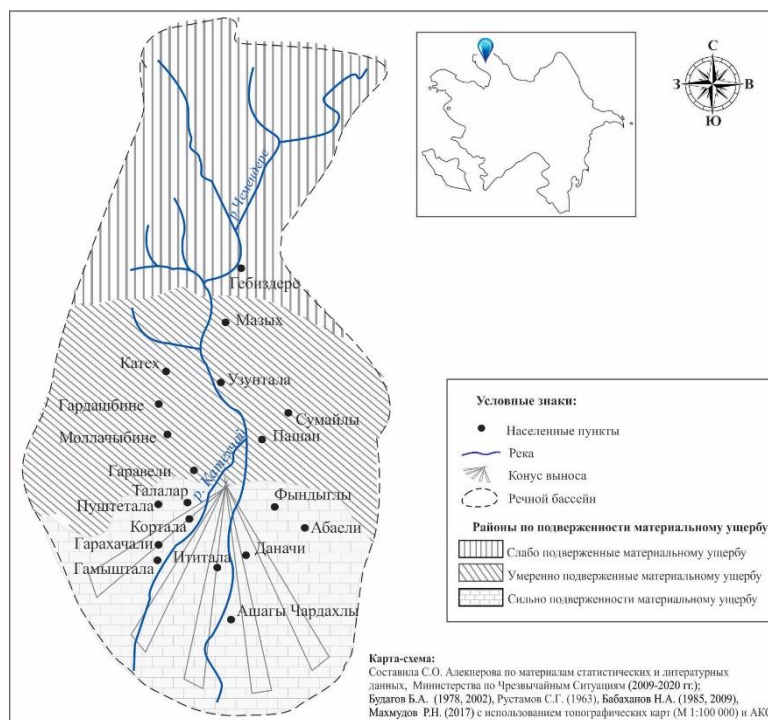 С
З
В
Ю
р. Чемендере
Гебиздере
Мазых
Катех
Узунтала
Гардашбине
Сумайлы
Моллачыбине
Пашан
р. Катехчай
Гаравели
Талалар
Фындыглы
Пуштетала
Кортала
Абаели
Гарахачали
Гамыштала
Ититала
Даначи
Ашагы Чардахлы
Условные знаки:
Населенные пункты
Река
Конус выноса
Речной бассейн
Районы по подверженности материальному ущербу
Слабо подверженные материальному ущербу
Умеренно подверженные материальному ущербу
Сильно подверженности материальному ущербу
Карта-схема:
Составила С.О. Алекперова по материалам статистических и литературных
данных, Министерства по Чрезвычайным Ситуациям (2009-2020 гг.);
Будагов Б.А. (1978, 2002), Рустамов С.Г. (1963), Бабаханов Н.А. (1985, 2009),
Махмудов Р.Н. (2017) с использованием топографических карт (М 1:100 000) и АКС